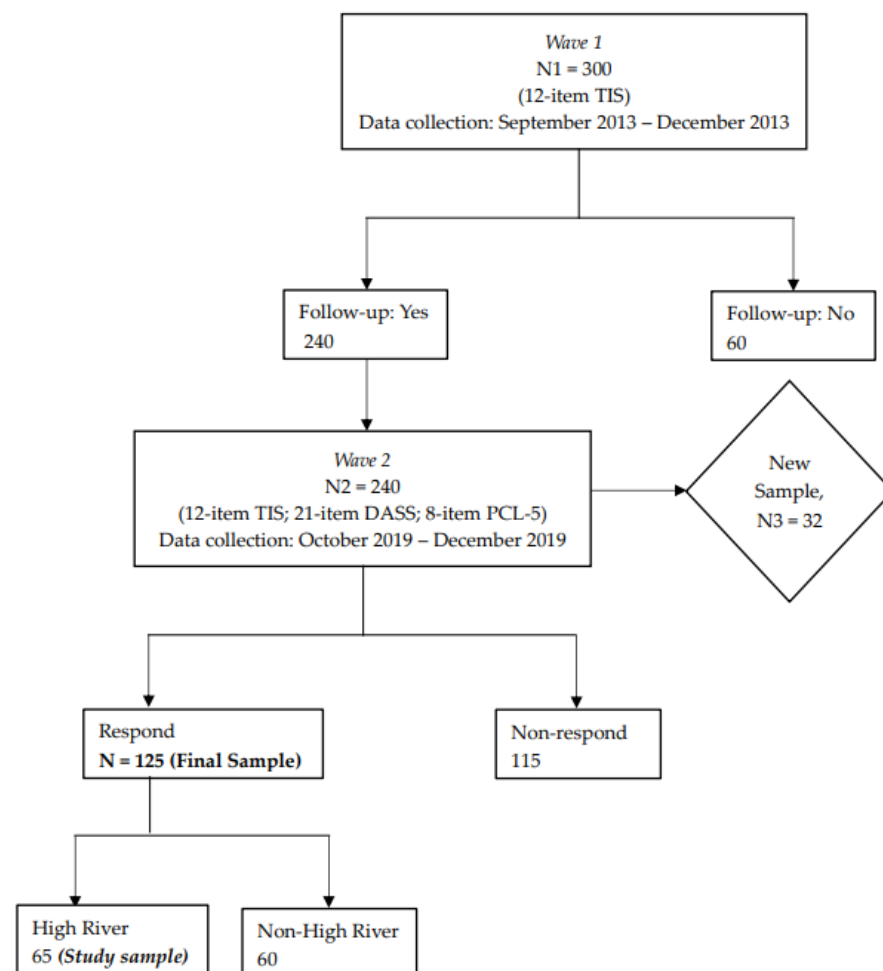 Wave 1
N1 = 300
(12-item TIS)
Data collection: September 2013 – December 2013
Follow-up: Yes
240
Follow-up: No
60
Wave 2
N2 = 240
(12-item TIS; 21-item DASS; 8-item PCL-5)
Data collection: October 2019 – December 2019
New
Sample,
N3 = 32
Respond
N = 125 (Final Sample)
Non-respond
115
High River
65 (Study sample)
Non-High River
60